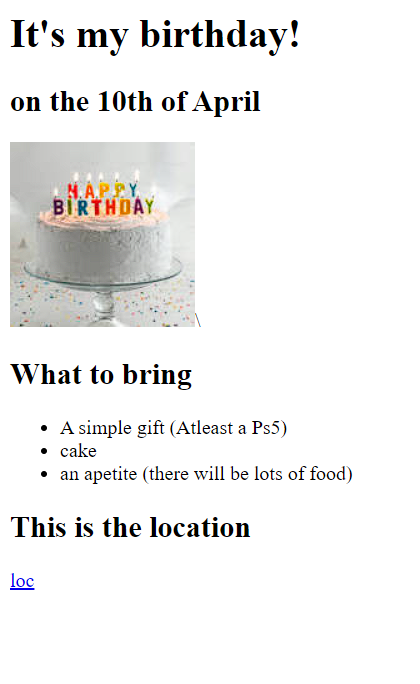 It's my birthday!
on the 10th of April
HAPPY
BIRTHDAY
\
What to bring
• A simple gift (Atleast a Ps5)
• cake
• an apetite (there will be lots of food)
This is the location
loc